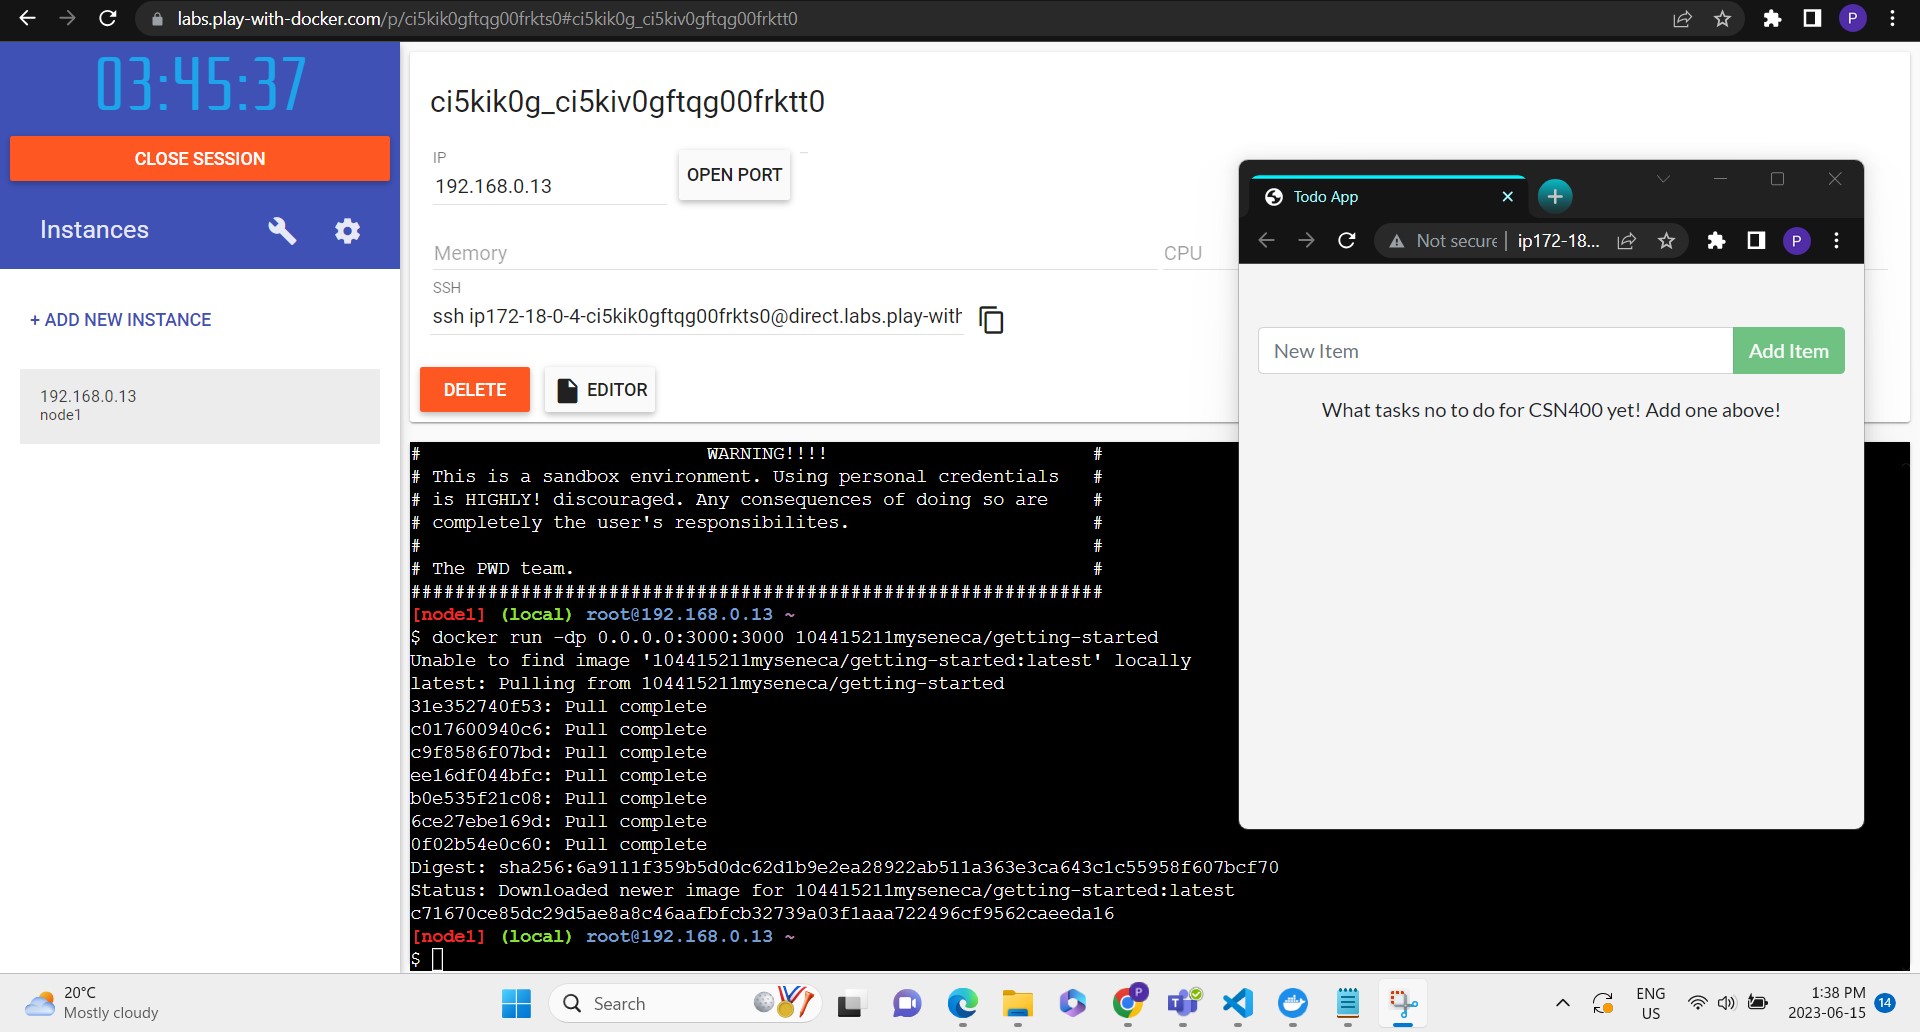 labs.play-with-docker.com/p/ci5kik0gftqg00frkts0#ci5kik0g_ci5kiv0gftqg00frktt0
P
03:45:37
CLOSE SESSION
Instances
+ ADD NEW INSTANCE
192.168.0.13
node1
ci5kik0g_ci5kiv0gftqg00frktt0
IP
192.168.0.13
OPEN PORT
Memory
CPU
SSH
ssh ip172-18-0-4-ci5kik0gftqg00frkts0@direct.labs.play-with
DELETE
EDITOR
Todo App
Not secure
ip172-18...
P
New Item
Add Item
What tasks no to do for CSN400 yet! Add one above!
# WARNING!!!! #
# This is a sandbox environment. Using personal credentials #
# is HIGHLY! discouraged. Any consequences of doing so are #
# completely the user's responsibilites. #
# #
# The PWD team. #
###############################################################
[node1] (local) root@192.168.0.13 ~
$ docker run -dp 0.0.0.0:3000:3000 104415211myseneca/getting-started
Unable to find image '104415211myseneca/getting-started:latest' locally
latest: Pulling from 104415211myseneca/getting-started
31e352740f53: Pull complete
c017600940c6: Pull complete
c9f8586f07bd: Pull complete
ee16df044bfc: Pull complete
b0e535f21c08: Pull complete
6ce27ebe169d: Pull complete
0f02b54e0c60: Pull complete
Digest: sha256:6a9111f359b5d0dc62d1b9e2ea28922ab511a363e3ca643c1c55958f607bcf70
Status: Downloaded newer image for 104415211myseneca/getting-started:latest
c71670ce85dc29d5ae8a8c46aafbfcb32739a03f1aaa722496cf9562caeeda16
[node1] (local) root@192.168.0.13 ~
$
20°C
Mostly cloudy
Search
P
ENG
US
1:38 PM
2023-06-15
14